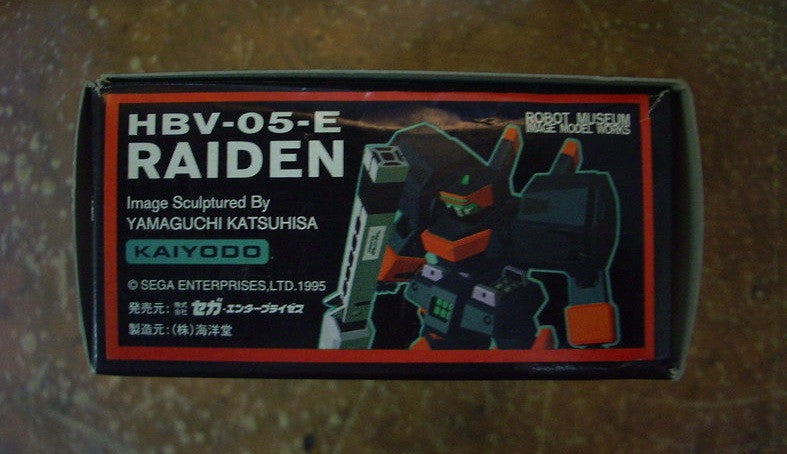 HBV-05-E
RAIDEN
ROBOT MUSEUM
IMAGE MODEL WORKS
Image Sculptured By
YAMAGUCHI KATSUHISA
KAIYODO
© SEGA ENTERPRISES,LTD.1995
発売元: 株式会社 セガ・エンタープライゼス
製造元: (株)海洋堂